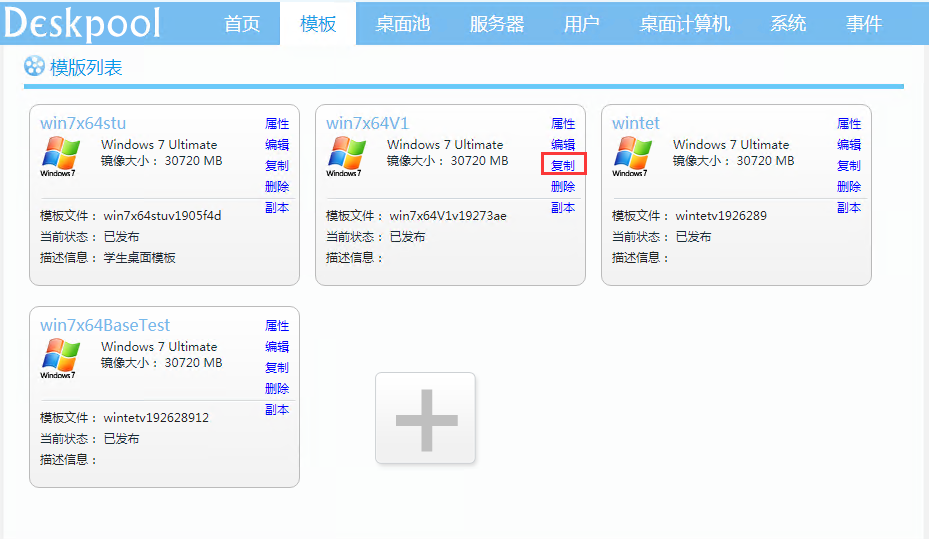 Deskpool 首页 模板 桌面池 服务器 用户 桌面计算机 系统 事件
模版列表
win7x64stu 属性
Windows 7 Ultimate 编辑
镜像大小： 30720 MB 复制
Windows7 删除
副本
模板文件： win7x64stuv1905f4d
当前状态： 已发布
描述信息： 学生桌面模板
win7x64V1 属性
Windows 7 Ultimate 编辑
镜像大小： 30720 MB 复制
Windows7 删除
副本
模板文件： win7x64V1v19273ae
当前状态： 已发布
描述信息：
wintet 属性
Windows 7 Ultimate 编辑
镜像大小： 30720 MB 复制
Windows7 删除
副本
模板文件： wintetv1926289
当前状态： 已发布
描述信息：
win7x64BaseTest 属性
Windows 7 Ultimate 编辑
镜像大小： 30720 MB 复制
Windows7 删除
副本
模板文件： wintetv192628912
当前状态： 已发布
描述信息：